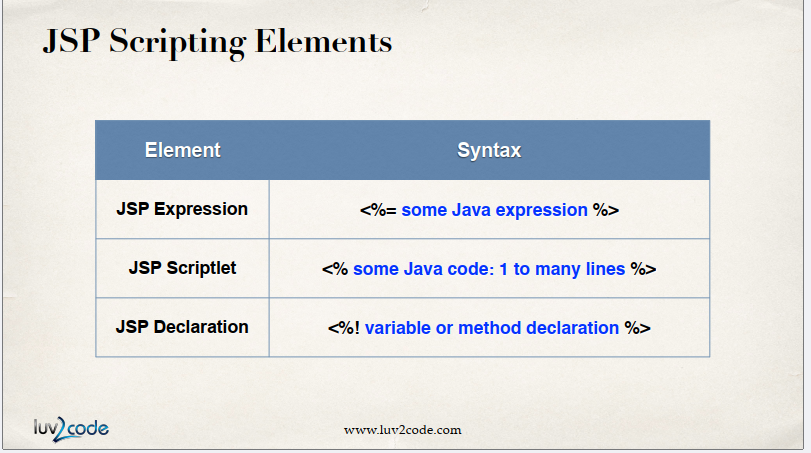 JSP Scripting Elements
Element Syntax
JSP Expression <%= some Java expression %>
JSP Scriptlet <% some Java code: 1 to many lines %>
JSP Declaration <%! variable or method declaration %>
luv2code www.luv2code.com